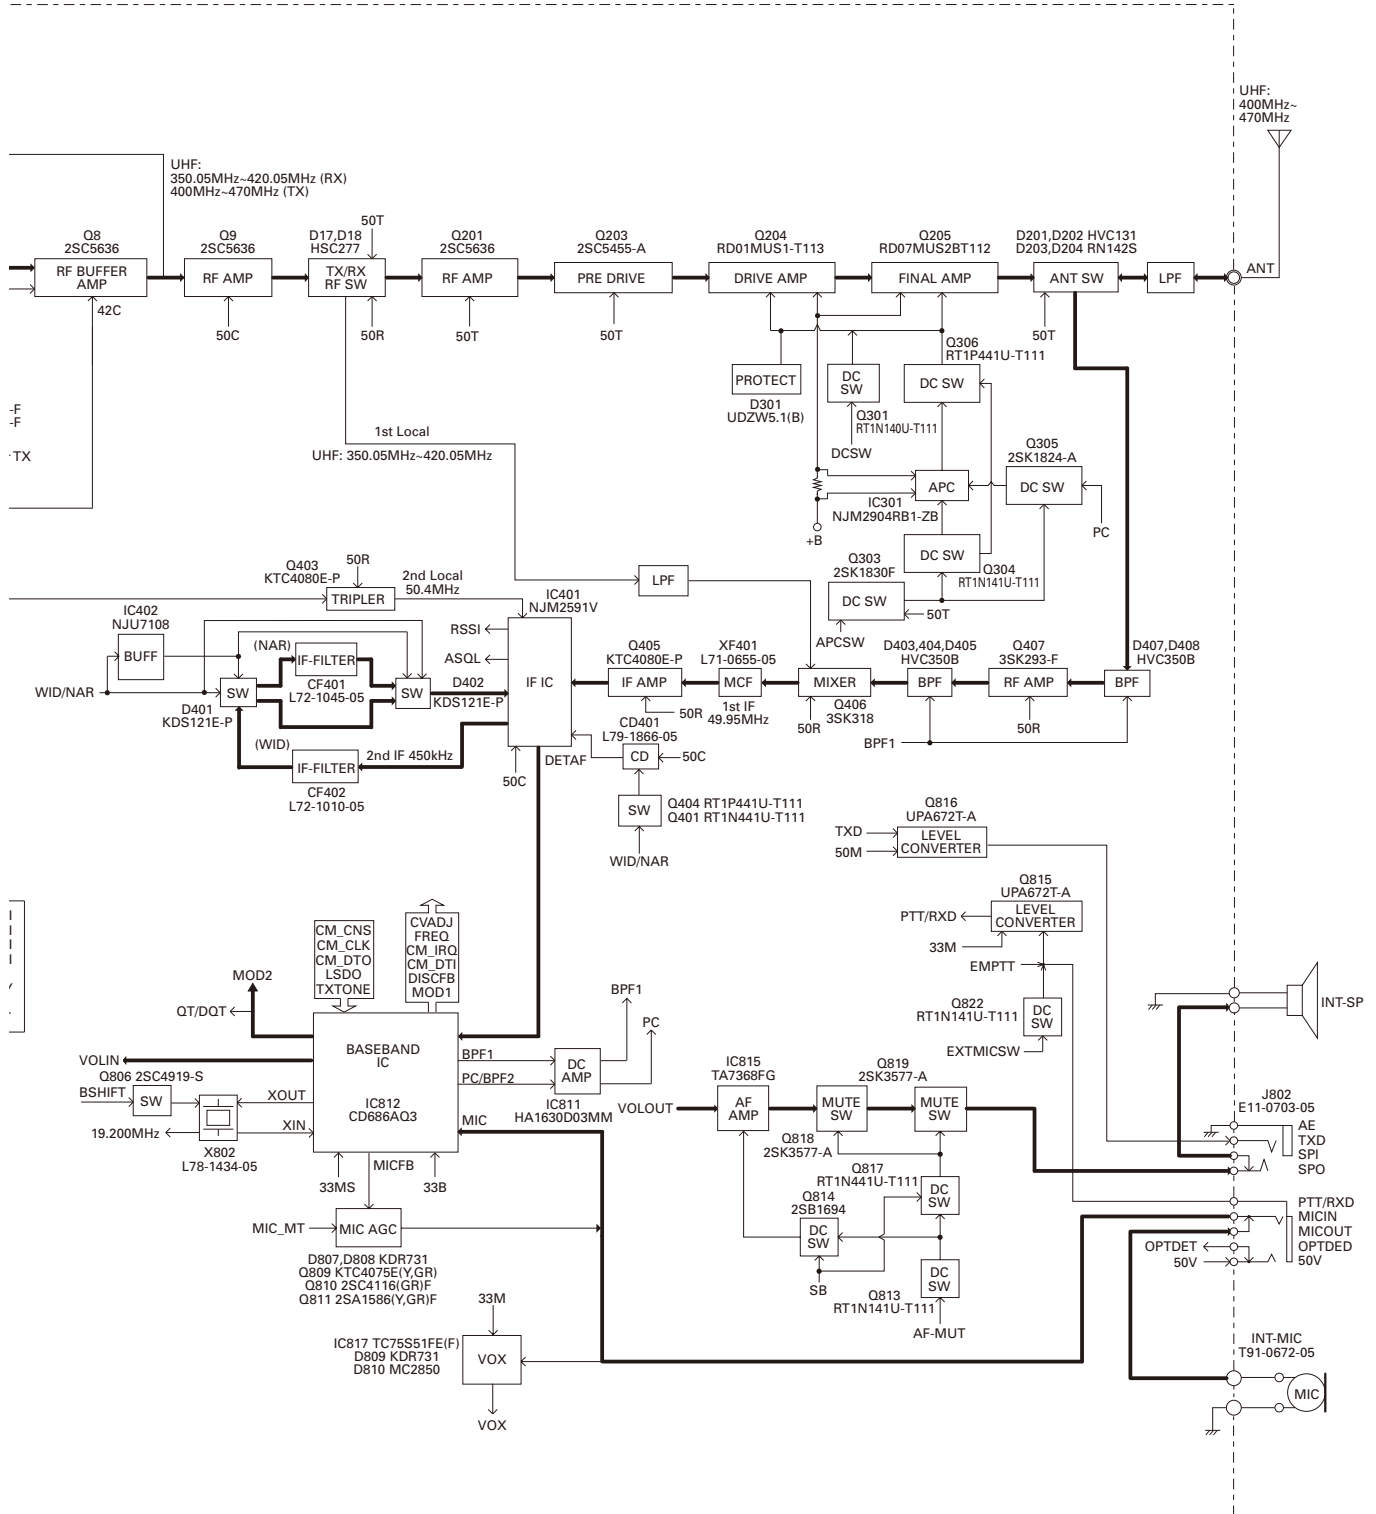 UHF:
400MHz~
470MHz
ANT
UHF:
350.05MHz~420.05MHz (RX)
400MHz~470MHz (TX)
Q8
2SC5636
RF BUFFER
AMP
42C
Q9
2SC5636
RF AMP
50C
D17,D18
HSC277
50T
TX/RX
RF SW
50R
Q201
2SC5636
RF AMP
50T
Q203
2SC5455-A
PRE DRIVE
50T
Q204
RD01MUS1-T113
DRIVE AMP
Q205
RD07MUS2BT112
FINAL AMP
D201,D202 HVC131
D203,D204 RN142S
ANT SW
50T
LPF
-F
-F
TX
1st Local
UHF: 350.05MHz~420.05MHz
PROTECT
D301
UDZW5.1(B)
DC
SW
Q301
RT1N140U-T111
DCSW
Q306
RT1P441U-T111
DC SW
Q305
2SK1824-A
DC SW
PC
APC
IC301
NJM2904RB1-ZB
+B
DC SW
Q304
RT1N141U-T111
Q303
2SK1830F
DC SW
50T
APCSW
LPF
Q403
KTC4080E-P
50R
TRIPLER
2nd Local
50.4MHz
IC402
NJU7108
BUFF
WID/NAR
(NAR)
IF-FILTER
CF401
L72-1045-05
SW
D401
KDS121E-P
SW
D402
KDS121E-P
(WID)
IF-FILTER
2nd IF 450kHz
CF402
L72-1010-05
IC401
NJM2591V
RSSI
ASQL
IF IC
50C
DETAF
Q405
KTC4080E-P
IF AMP
50R
XF401
L71-0655-05
MCF
1st IF
49.95MHz
MIXER
Q406
3SK318
50R
D403,404,D405
HVC350B
BPF
BPF1
Q407
3SK293-F
RF AMP
50R
D407,D408
HVC350B
BPF
CD401
L79-1866-05
CD
50C
SW
Q404 RT1P441U-T111
Q401 RT1N441U-T111
WID/NAR
Q816
UPA672T-A
TXD
50M
LEVEL
CONVERTER
Q815
UPA672T-A
LEVEL
CONVERTER
PTT/RXD
33M
EMPTT
Q822
RT1N141U-T111
DC
SW
EXTMICSW
INT-SP
CM_CNS
CM_CLK
CM_DTO
LSDO
TXTONE
CVADJ
FREQ
CM_IRQ
CM_DTI
DISCFB
MOD1
MOD2
QT/DQT
VOLIN
BASEBAND
IC
IC812
CD686AQ3
BPF1
PC/BPF2
MIC
DC
AMP
IC811
HA1630D03MM
BPF1
PC
Q806 2SC4919-S
BSHIFT
SW
XOUT
XIN
19.200MHz
X802
L78-1434-05
33MS
MICFB
33B
MIC_MT
MIC AGC
D807,D808 KDR731
Q809 KTC4075E(Y,GR)
Q810 2SC4116(GR)F
Q811 2SA1586(Y,GR)F
33M
IC817 TC75S51FE(F)
D809 KDR731
D810 MC2850
VOX
VOX
VOLOUT
IC815
TA7368FG
AF
AMP
MUTE
SW
Q818
2SK3577-A
Q819
2SK3577-A
MUTE
SW
Q817
RT1N441U-T111
DC
SW
Q814
2SB1694
DC
SW
SB
DC
SW
Q813
RT1N141U-T111
AF-MUT
J802
E11-0703-05
AE
TXD
SPI
SPO
PTT/RXD
MICIN
MICOUT
OPTDET
OPTDED
50V
50V
INT-MIC
T91-0672-05
MIC